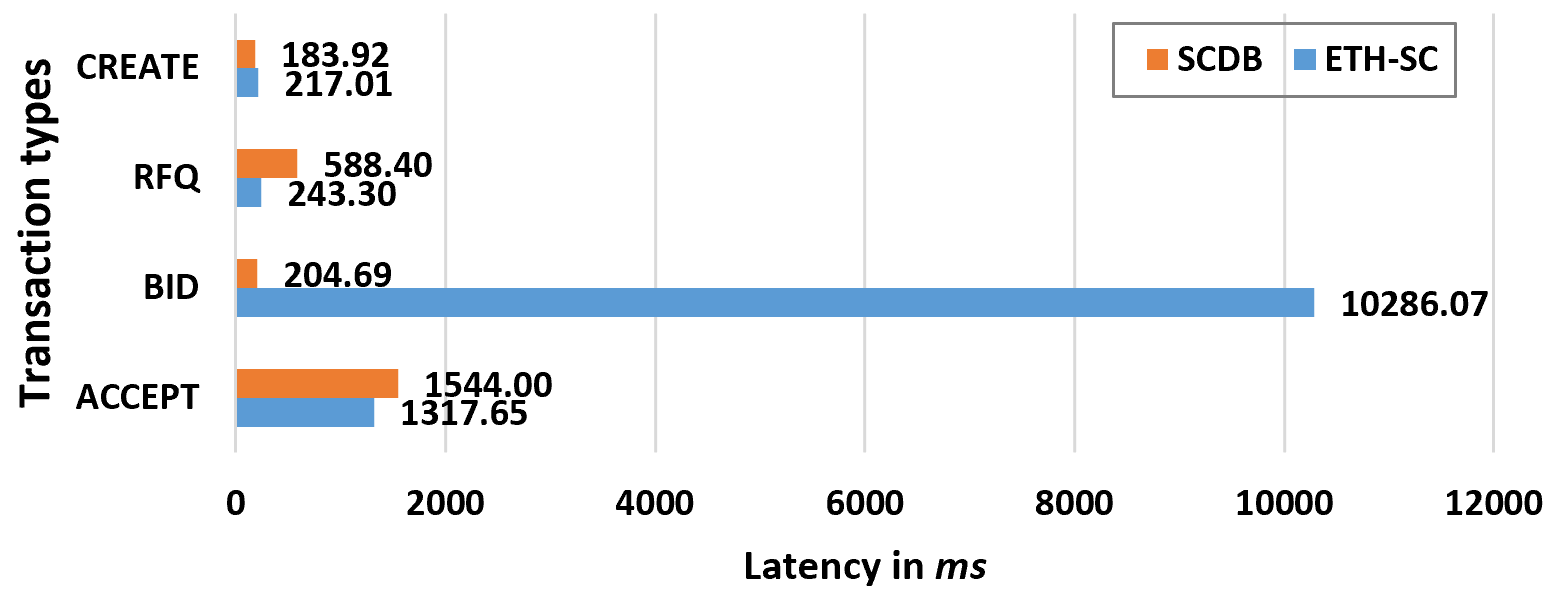 SCDB ETH-SC
Transaction types
CREATE
183.92
217.01
RFQ
588.40
243.30
BID
204.69
10286.07
ACCEPT
1544.00
1317.65
0 2000 4000 6000 8000 10000 12000
Latency in ms